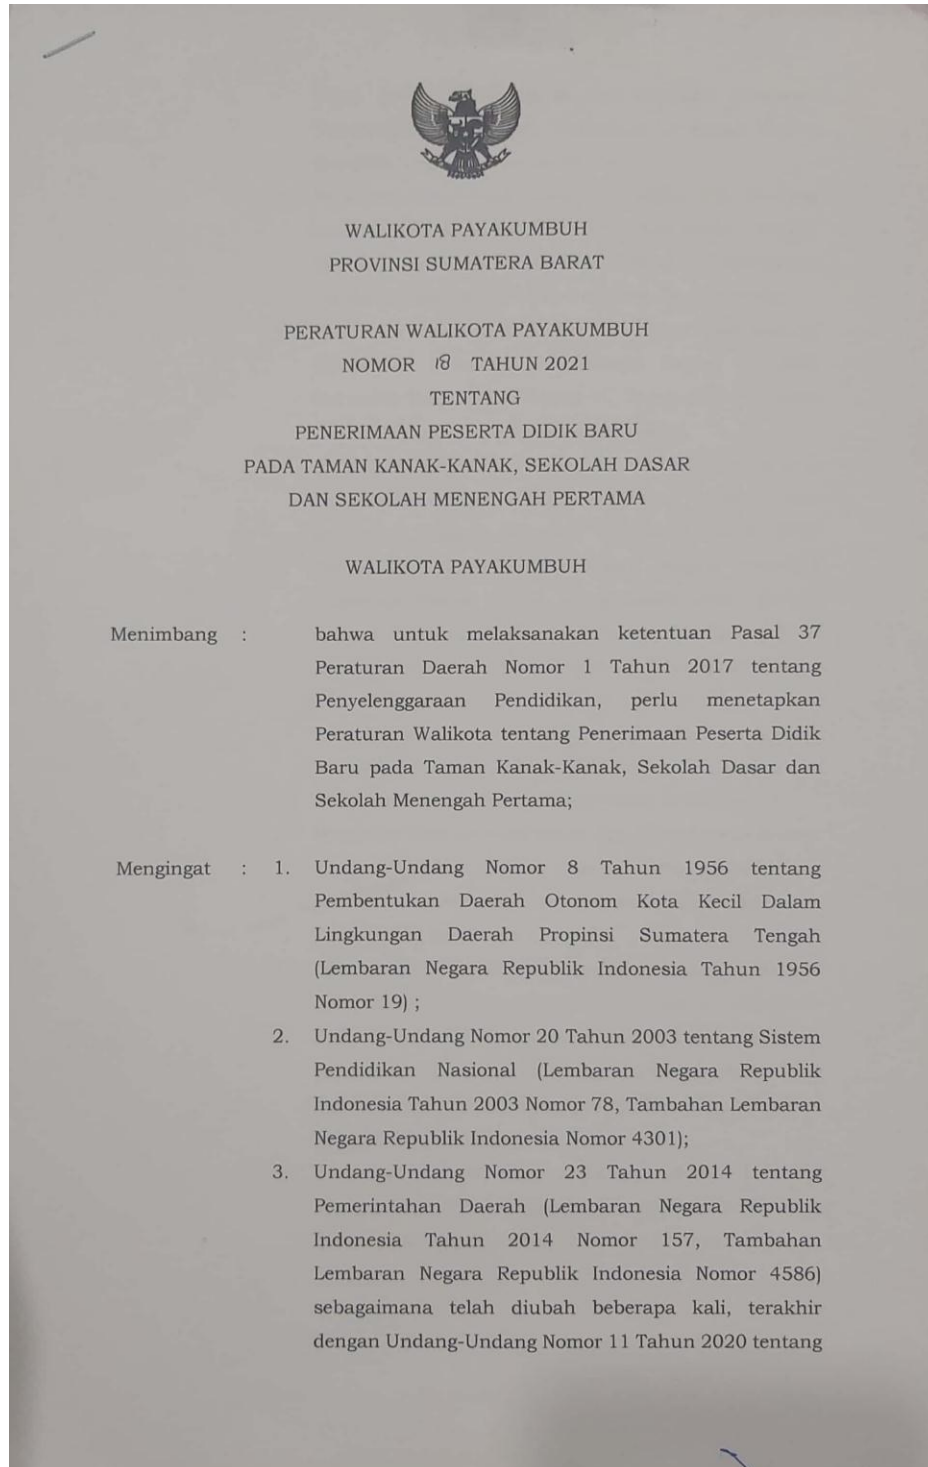 WALIKOTA PAYAKUMBUH
PROVINSI SUMATERA BARAT
PERATURAN WALIKOTA PAYAKUMBUH
NOMOR 18 TAHUN 2021
TENTANG
PENERIMAAN PESERTA DIDIK BARU
PADA TAMAN KANAK-KANAK, SEKOLAH DASAR
DAN SEKOLAH MENENGAH PERTAMA
WALIKOTA PAYAKUMBUH
Menimbang : bahwa untuk melaksanakan ketentuan Pasal 37
Peraturan Daerah Nomor 1 Tahun 2017 tentang
Penyelenggaraan Pendidikan, perlu menetapkan
Peraturan Walikota tentang Penerimaan Peserta Didik
Baru pada Taman Kanak-Kanak, Sekolah Dasar dan
Sekolah Menengah Pertama;
Mengingat : 1. Undang-Undang Nomor 8 Tahun 1956 tentang
Pembentukan Daerah Otonom Kota Kecil Dalam
Lingkungan Daerah Propinsi Sumatera Tengah
(Lembaran Negara Republik Indonesia Tahun 1956
Nomor 19) ;
2. Undang-Undang Nomor 20 Tahun 2003 tentang Sistem
Pendidikan Nasional (Lembaran Negara Republik
Indonesia Tahun 2003 Nomor 78, Tambahan Lembaran
Negara Republik Indonesia Nomor 4301);
3. Undang-Undang Nomor 23 Tahun 2014 tentang
Pemerintahan Daerah (Lembaran Negara Republik
Indonesia Tahun 2014 Nomor 157, Tambahan
Lembaran Negara Republik Indonesia Nomor 4586)
sebagaimana telah diubah beberapa kali, terakhir
dengan Undang-Undang Nomor 11 Tahun 2020 tentang